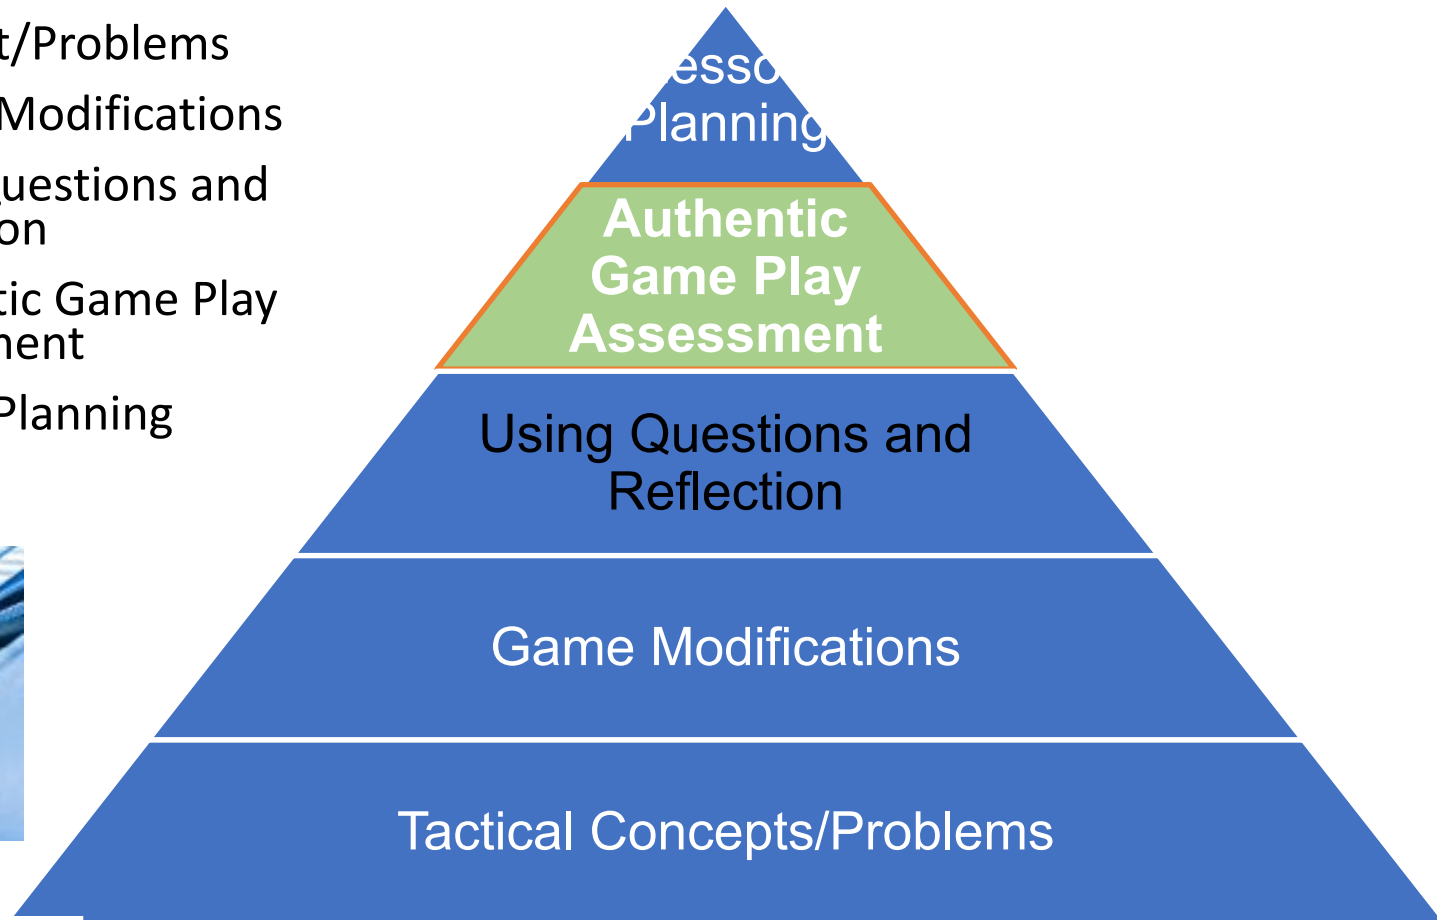 t/Problems
Modifications
uestions and
on
tic Game Play
nent
Planning
Lesson
Planning
Authentic
Game Play
Assessment
Using Questions and
Reflection
Game Modifications
Tactical Concepts/Problems